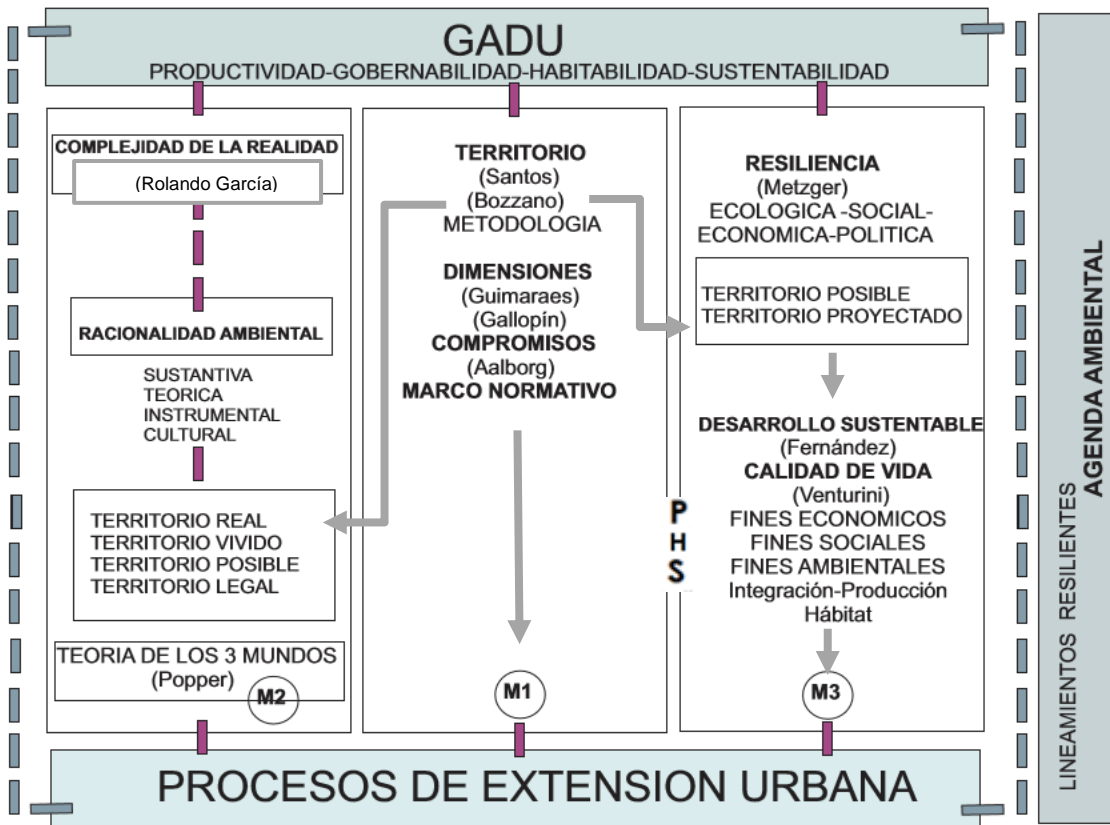 GADU
PRODUCTIVIDAD-GOBERNABILIDAD-HABITABILIDAD-SUSTENTABILIDAD
COMPLEJIDAD DE LA REALIDAD
(Rolando García)
RACIONALIDAD AMBIENTAL
SUSTANTIVA
TEORICA
INSTRUMENTAL
CULTURAL
TERRITORIO REAL
TERRITORIO VIVIDO
TERRITORIO POSIBLE
TERRITORIO LEGAL
TEORIA DE LOS 3 MUNDOS
(Popper)
M2
TERRITORIO
(Santos)
(Bozzano)
METODOLOGIA
DIMENSIONES
(Guimaraes)
(Gallopín)
COMPROMISOS
(Aalborg)
MARCO NORMATIVO
M1
RESILIENCIA
(Metzger)
ECOLOGICA -SOCIAL-
ECONOMICA-POLITICA
TERRITORIO POSIBLE
TERRITORIO PROYECTADO
DESARROLLO SUSTENTABLE
(Fernández)
CALIDAD DE VIDA
(Venturini)
FINES ECONOMICOS
FINES SOCIALES
FINES AMBIENTALES
Integración-Producción
Hábitat
P
H
S
M3
PROCESOS DE EXTENSION URBANA
LINEAMIENTOS RESILIENTES
AGENDA AMBIENTAL